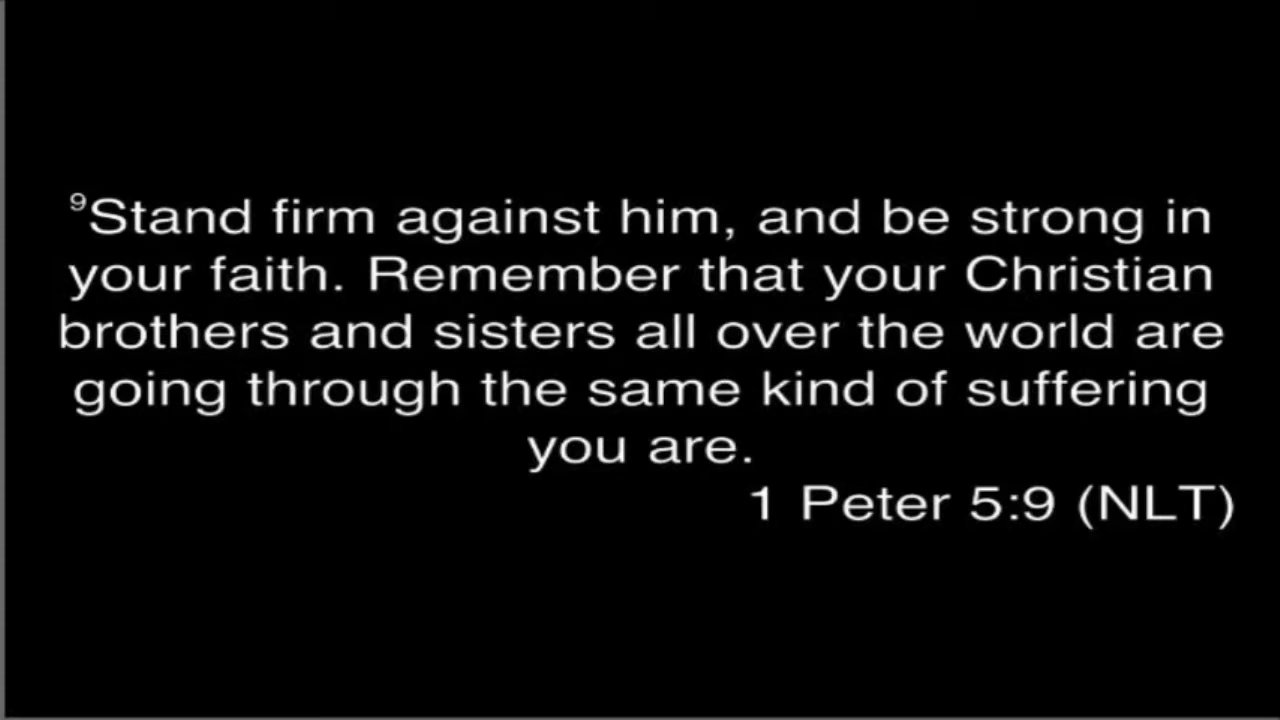 ⁹Stand firm against him, and be strong in
your faith. Remember that your Christian
brothers and sisters all over the world are
going through the same kind of suffering
you are.
1 Peter 5:9 (NLT)